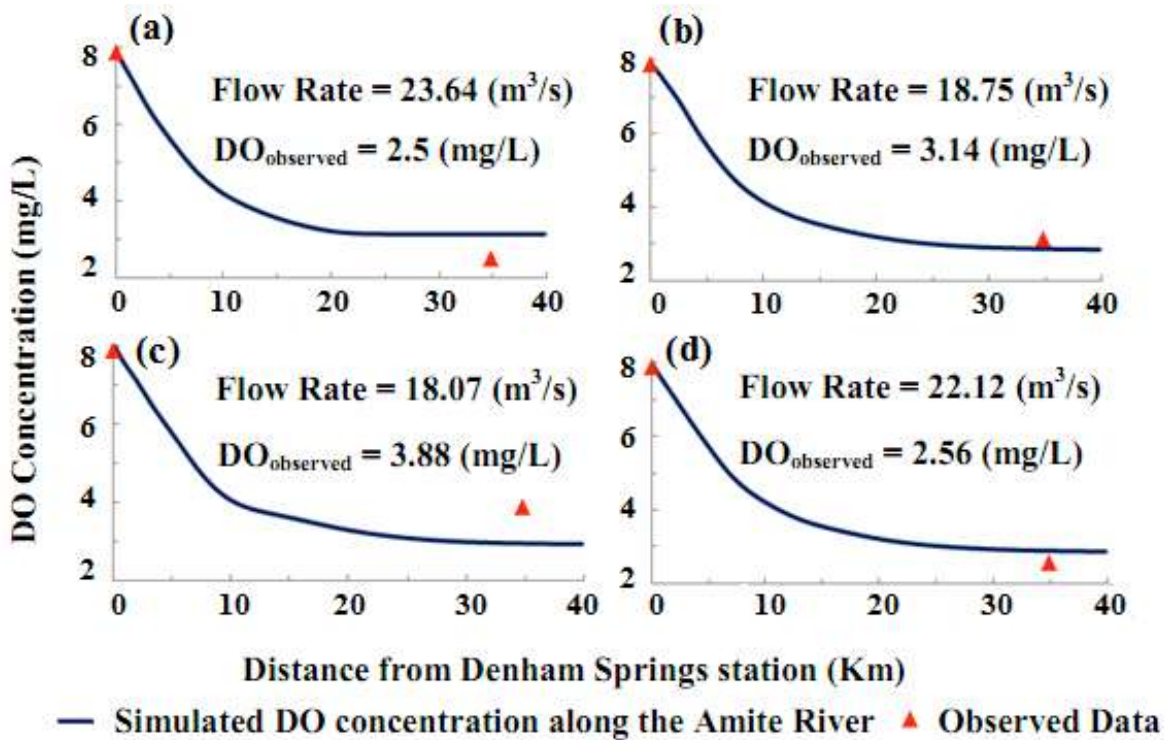 (a)
Flow Rate = 23.64 (m³/s)
DOobserved = 2.5 (mg/L)
8
6
4
2
0 10 20 30 40
(b)
Flow Rate = 18.75 (m³/s)
DOobserved = 3.14 (mg/L)
8
6
4
2
0 10 20 30 40
(c)
Flow Rate = 18.07 (m³/s)
DOobserved = 3.88 (mg/L)
8
6
4
2
0 10 20 30 40
(d)
Flow Rate = 22.12 (m³/s)
DOobserved = 2.56 (mg/L)
8
6
4
2
0 10 20 30 40
DO Concentration (mg/L)
Distance from Denham Springs station (Km)
Simulated DO concentration along the Amite River Observed Data